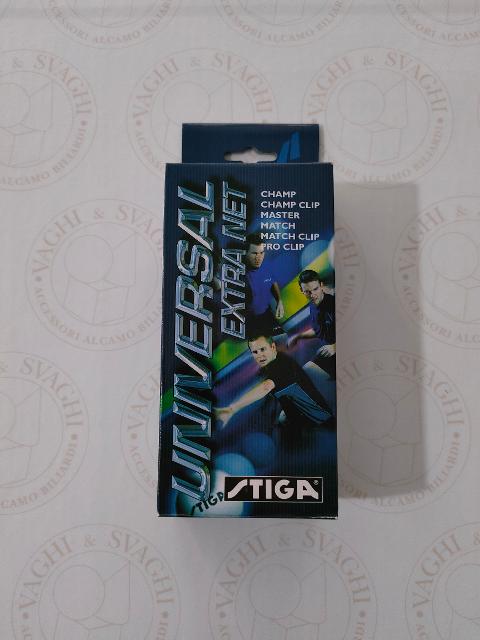 UNIVERSAL
EXTRA NET
CHAMP
CHAMP CLIP
MASTER
MATCH
MATCH CLIP
PRO CLIP
STIGA
STIGA®
VAGHI & SVAGHI
ACCESSORI ALCAMO BILIARDI